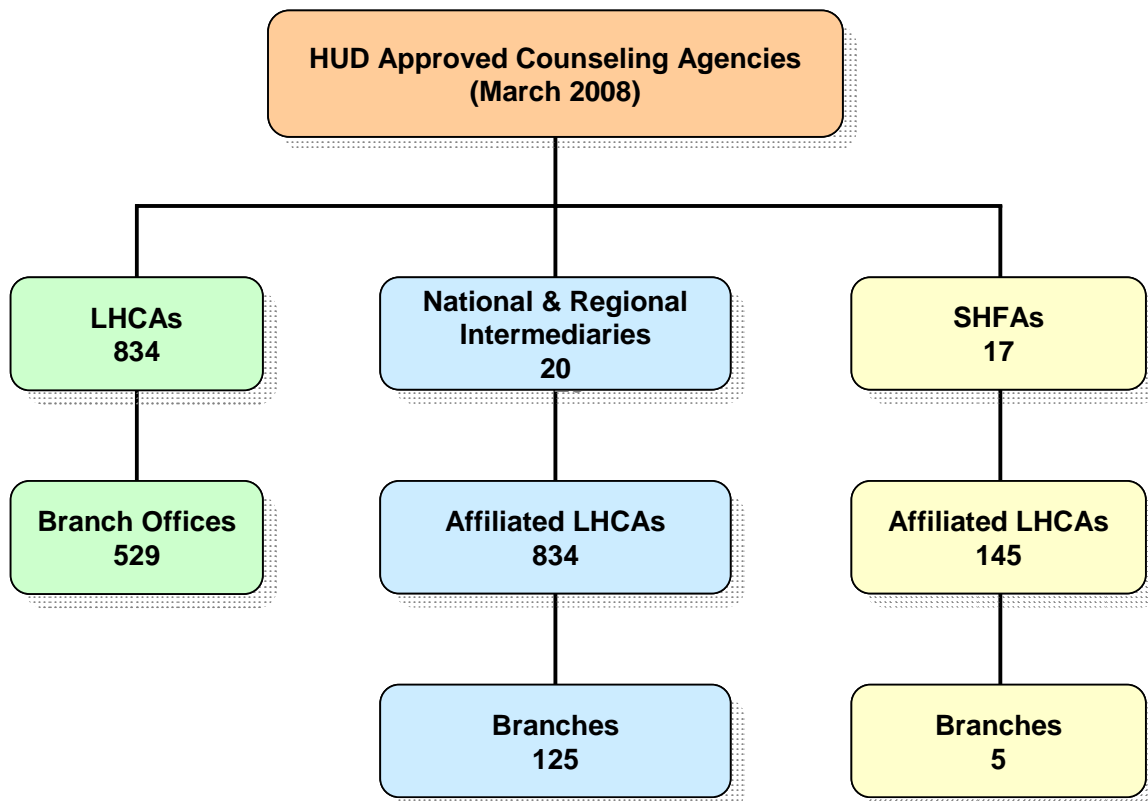 HUD Approved Counseling Agencies
(March 2008)
LHCAs
834
National & Regional
Intermediaries
20
SHFAs
17
Branch Offices
529
Affiliated LHCAs
834
Affiliated LHCAs
145
Branches
125
Branches
5